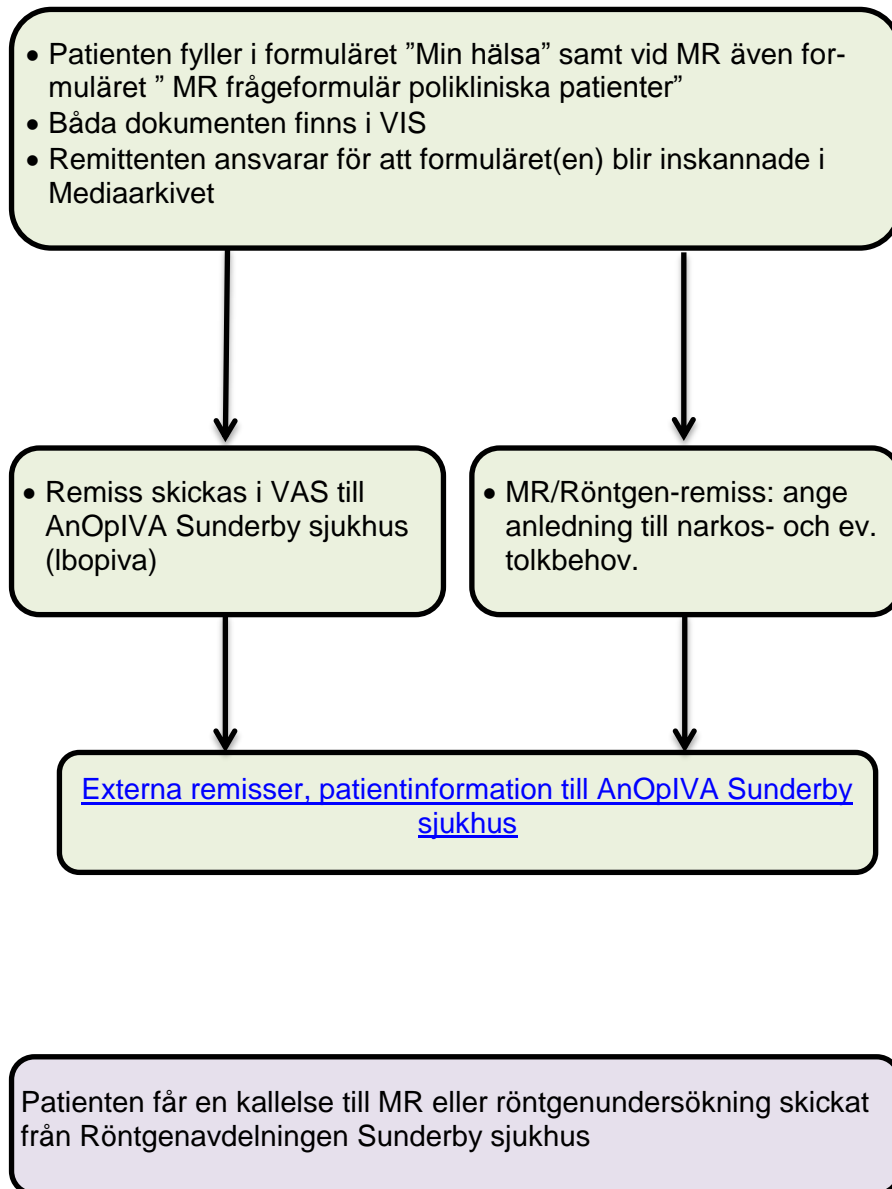 • Patienten fyller i formuläret ”Min hälsa” samt vid MR även for-
muläret ” MR frågeformulär polikliniska patienter”
• Båda dokumenten finns i VIS
• Remittenten ansvarar för att formuläret(en) blir inskannade i
Mediaarkivet
• Remiss skickas i VAS till
AnOpIVA Sunderby sjukhus
(lbopiva)
• MR/Röntgen-remiss: ange
anledning till narkos- och ev.
tolkbehov.
Externa remisser, patientinformation till AnOpIVA Sunderby
sjukhus
Patienten får en kallelse till MR eller röntgenundersökning skickat
från Röntgenavdelningen Sunderby sjukhus